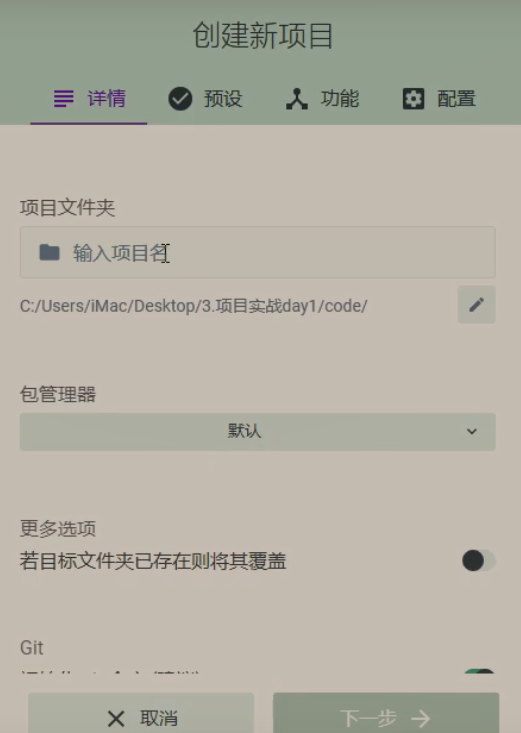 创建新项目
详情 预设 功能 配置
项目文件夹
输入项目名
C:/Users/iMac/Desktop/3.项目实战day1/code/
包管理器
默认
更多选项
若目标文件夹已存在则将其覆盖
Git
取消 下一步